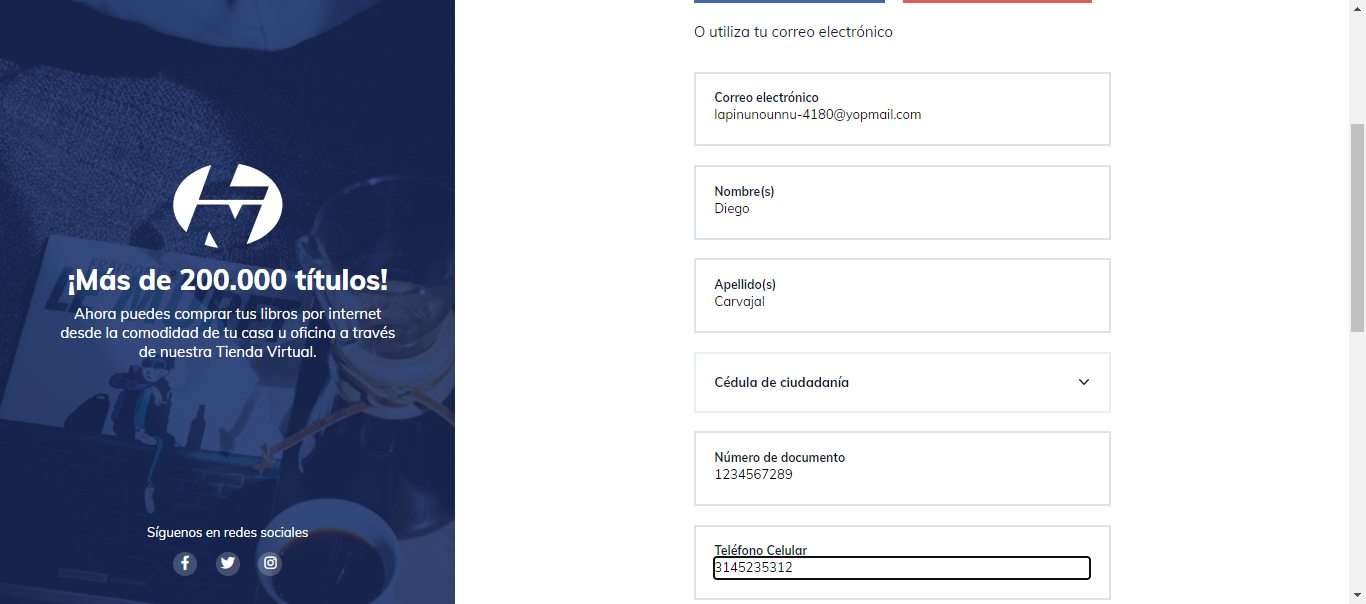 ¡Más de 200.000 títulos!
Ahora puedes comprar tus libros por internet
desde la comodidad de tu casa u oficina a través
de nuestra Tienda Virtual.
Síguenos en redes sociales
O utiliza tu correo electrónico
Correo electrónico
lapinunounnu-4180@yopmail.com
Nombre(s)
Diego
Apellido(s)
Carvajal
Cédula de ciudadanía
Número de documento
1234567289
Teléfono Celular
3145235312